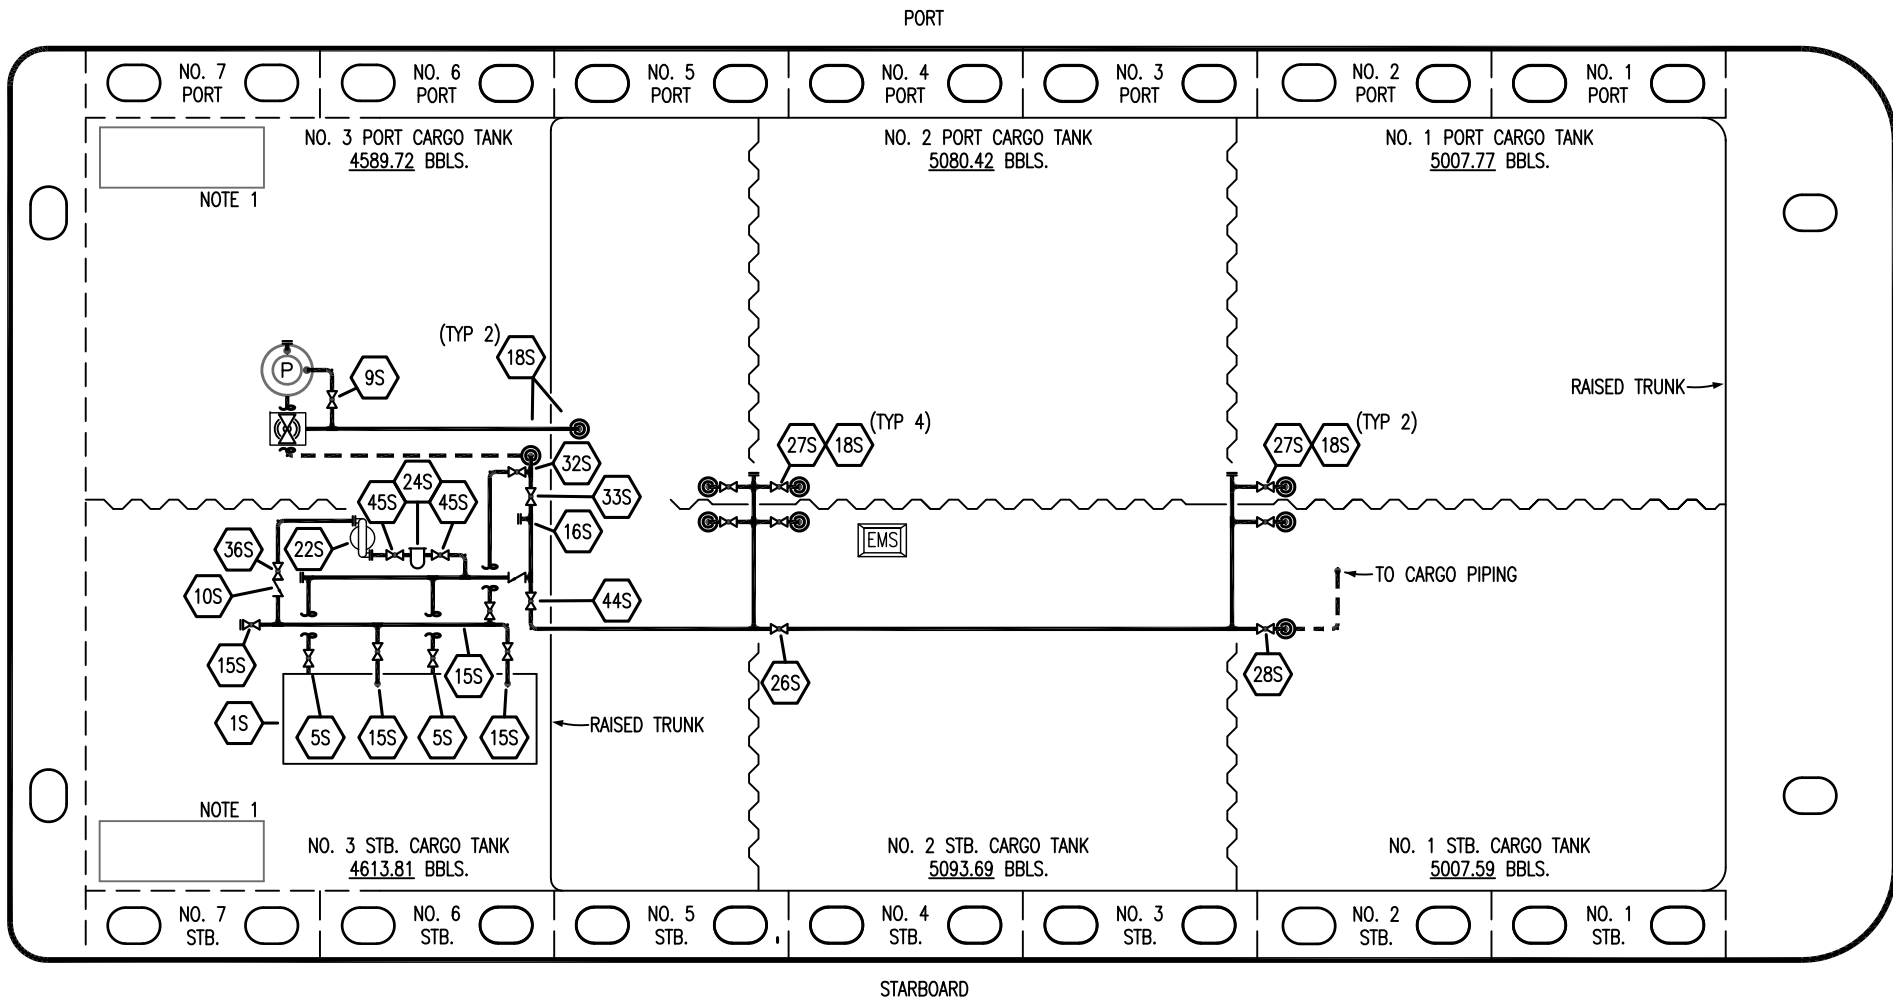 PORT
NO. 7
PORT
NO. 6
PORT
NO. 5
PORT
NO. 4
PORT
NO. 3
PORT
NO. 2
PORT
NO. 1
PORT
NO. 3 PORT CARGO TANK
4589.72 BBLS.
NO. 2 PORT CARGO TANK
5080.42 BBLS.
NO. 1 PORT CARGO TANK
5007.77 BBLS.
NOTE 1
(TYP 2)
18S
P
9S
RAISED TRUNK
(TYP 4)
27S
18S
(TYP 2)
27S
18S
32S
24S
45S
45S
33S
16S
EMS
36S
22S
TO CARGO PIPING
10S
44S
15S
15S
26S
28S
1S
5S
15S
5S
15S
RAISED TRUNK
NOTE 1
NO. 3 STB. CARGO TANK
4613.81 BBLS.
NO. 2 STB. CARGO TANK
5093.69 BBLS.
NO. 1 STB. CARGO TANK
5007.59 BBLS.
NO. 7
STB.
NO. 6
STB.
NO. 5
STB.
NO. 4
STB.
NO. 3
STB.
NO. 2
STB.
NO. 1
STB.
STARBOARD